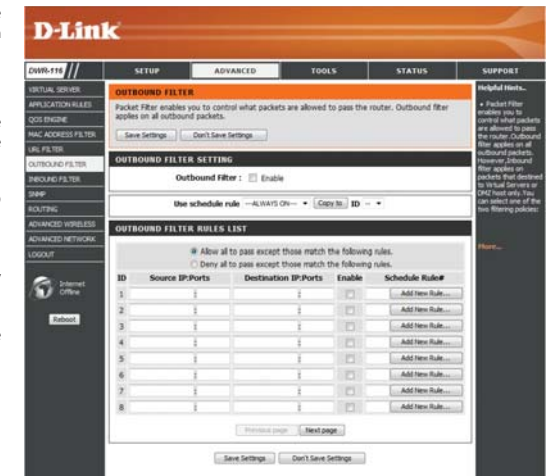 D-Link
DWR-116
SETUP ADVANCED TOOLS STATUS SUPPORT
VIRTUAL SERVER
APPLICATION RULES
QOS ENGINE
MAC ADDRESS FILTER
URL FILTER
OUTBOUND FILTER
INBOUND FILTER
SNMP
ROUTING
ADVANCED WIRELESS
ADVANCED NETWORK
LOGOUT
Internet
Offline
Reboot
OUTBOUND FILTER
Packet Filter enables you to control what packets are allowed to pass the router. Outbound filter
applies on all outbound packets.
Save Settings Don't Save Settings
OUTBOUND FILTER SETTING
Outbound Filter : Enable
Use schedule rule ---ALWAYS ON--- Copy to ID --
OUTBOUND FILTER RULES LIST
Allow all to pass except those match the following rules.
Deny all to pass except those match the following rules.
ID Source IP:Ports Destination IP:Ports Enable Schedule Rule#
1 : : Add New Rule...
2 : : Add New Rule...
3 : : Add New Rule...
4 : : Add New Rule...
5 : : Add New Rule...
6 : : Add New Rule...
7 : : Add New Rule...
8 : : Add New Rule...
Previous page Next page
Save Settings Don't Save Settings
Helpful Hints..
• Packet Filter
enables you to
control what packets
are allowed to pass
the router. Outbound
filter applies on all
outbound packets.
However, Inbound
filter applies on
packets that destined
to Virtual Servers or
DMZ host only. You
can select one of the
two filtering policies:
More...